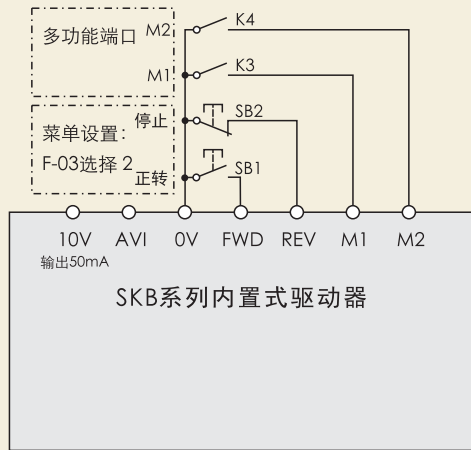 多功能端口
M2
K4
M1
K3
菜单设置：
停止
SB2
F-03选择 2
正转
SB1
10V AVI 0V FWD REV M1 M2
输出50mA
SKB系列内置式驱动器